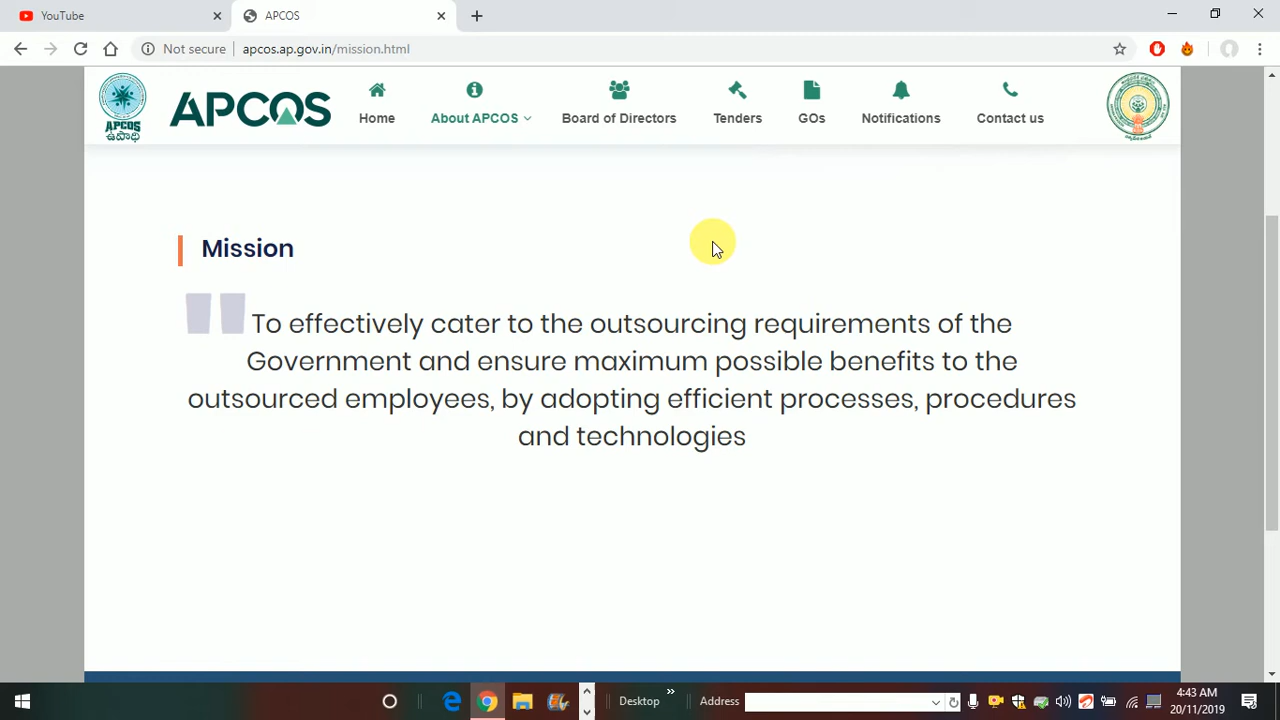 YouTube
APCOS
Not secure
apcos.ap.gov.in/mission.html
APCOS
ఉపాధి
APCOS
Home
About APCOS
Board of Directors
Tenders
GOs
Notifications
Contact us
Mission
"To effectively cater to the outsourcing requirements of the
Government and ensure maximum possible benefits to the
outsourced employees, by adopting efficient processes, procedures
and technologies
Desktop
Address
4:43 AM
20/11/2019